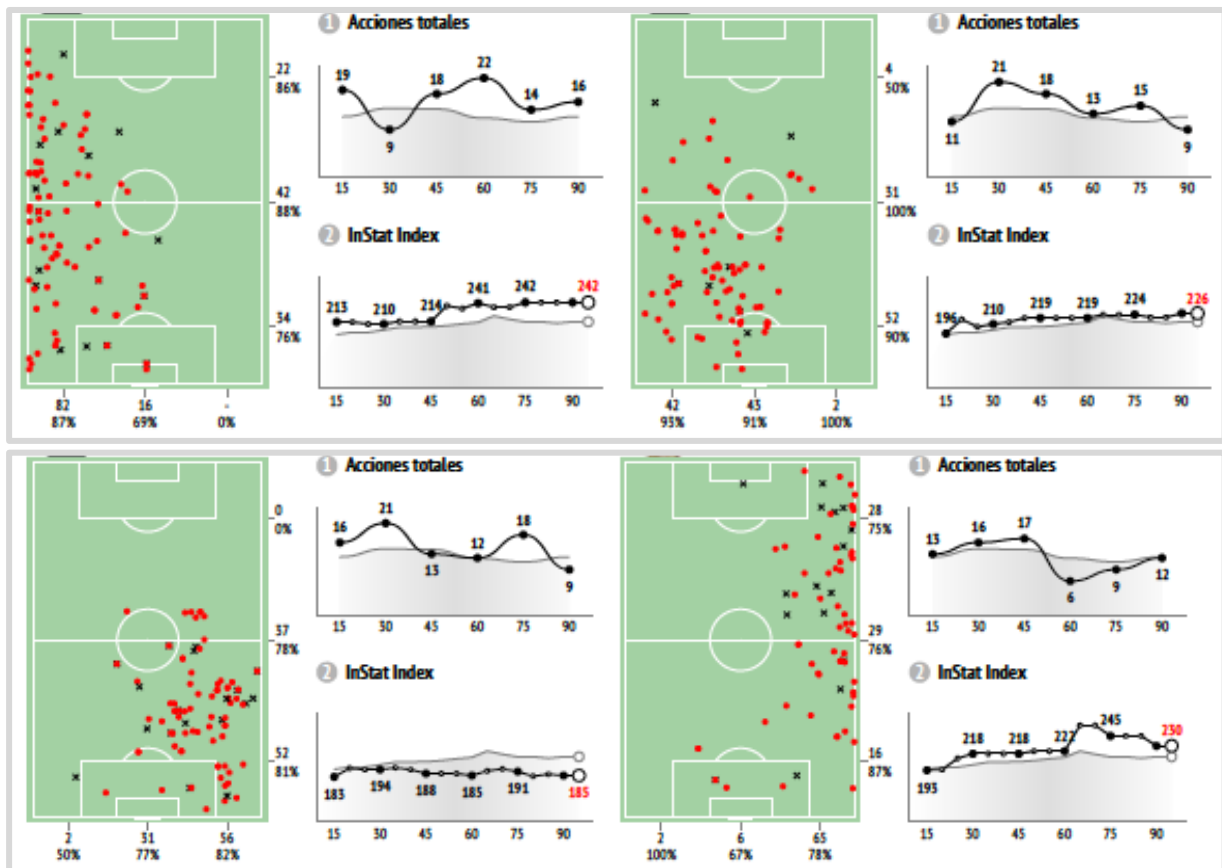 1 Acciones totales
19
9
18
22
14
16
15 30 45 60 75 90
22
86%
42
88%
34
76%
2 InStat Index
213 210 214 241 242 242
15 30 45 60 75 90
82 16 -
87% 69% 0%
1 Acciones totales
11
21
18
13
15
9
15 30 45 60 75 90
4
50%
31
100%
52
90%
2 InStat Index
196 210 219 219 224 226
15 30 45 60 75 90
42 43 2
93% 91% 100%
1 Acciones totales
16
21
13
12
18
9
15 30 45 60 75 90
0
0%
37
78%
52
81%
2 InStat Index
183 194 188 185 191 185
15 30 45 60 75 90
2 31 56
50% 77% 82%
1 Acciones totales
13
16
17
6
9
12
15 30 45 60 75 90
28
75%
29
76%
16
87%
2 InStat Index
193 218 218 222 245 230
15 30 45 60 75 90
2 6 65
100% 67% 78%